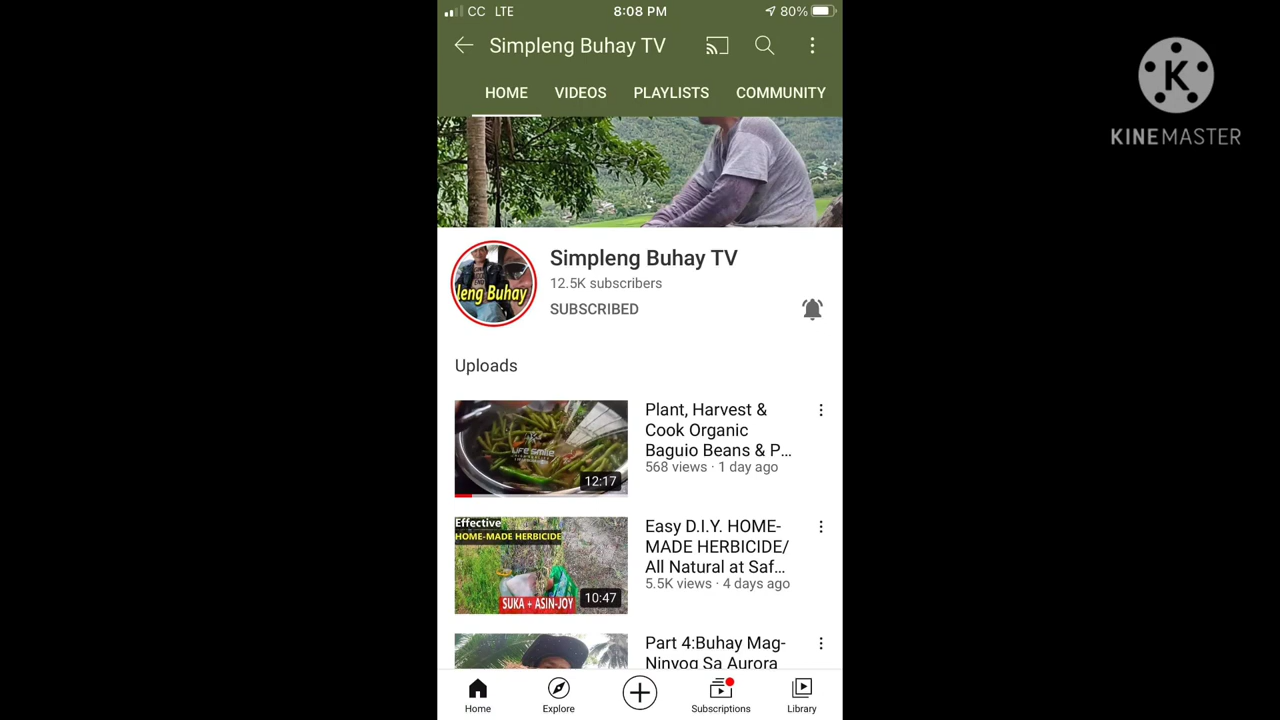 CC LTE 8:08 PM 80%
Simpleng Buhay TV
HOME VIDEOS PLAYLISTS COMMUNITY
K
KINEMASTER
leng Buhay
Simpleng Buhay TV
12.5K subscribers
SUBSCRIBED
Uploads
LIFE SMILE
12:17
Plant, Harvest &
Cook Organic
Baguio Beans & P...
568 views · 1 day ago
Effective
HOME-MADE HERBICIDE
SUKA + ASIN-JOY
10:47
Easy D.I.Y. HOME-
MADE HERBICIDE/
All Natural at Saf...
5.5K views · 4 days ago
Part 4:Buhay Mag-
Ninyog Sa Aurora
Home Explore Subscriptions Library